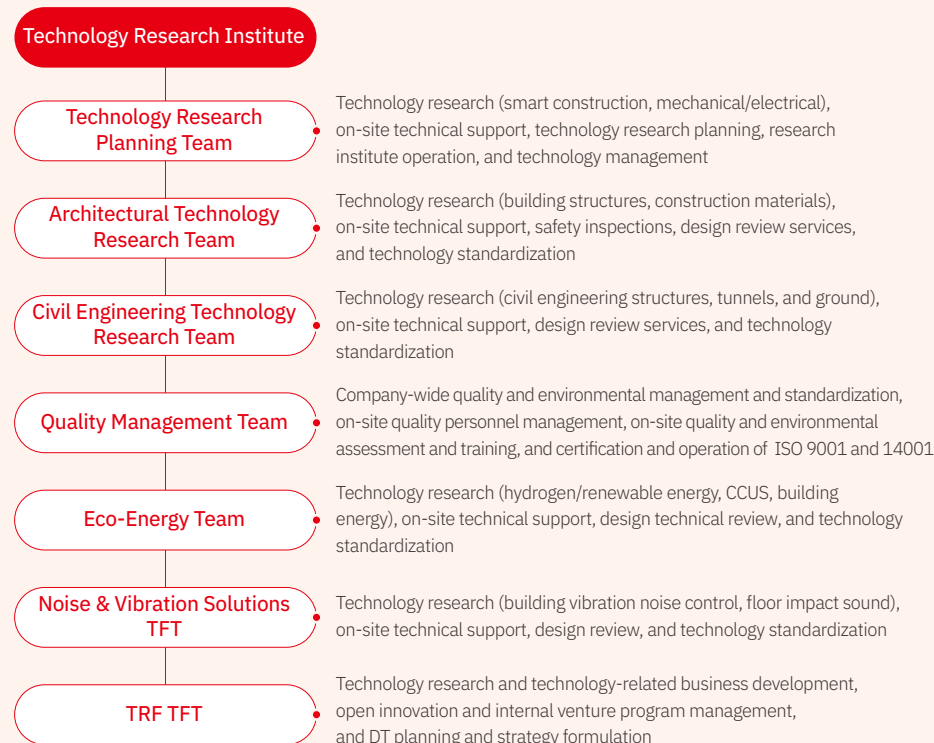 Technology Research Institute
Technology Research
Planning Team
Technology research (smart construction, mechanical/electrical),
on-site technical support, technology research planning, research
institute operation, and technology management
Architectural Technology
Research Team
Technology research (building structures, construction materials),
on-site technical support, safety inspections, design review services,
and technology standardization
Civil Engineering Technology
Research Team
Technology research (civil engineering structures, tunnels, and ground),
on-site technical support, design review services, and technology
standardization
Quality Management Team
Company-wide quality and environmental management and standardization,
on-site quality personnel management, on-site quality and environmental
assessment and training, and certification and operation of ISO 9001 and 14001
Eco-Energy Team
Technology research (hydrogen/renewable energy, CCUS, building
energy), on-site technical support, design technical review, and technology
standardization
Noise & Vibration Solutions
TFT
Technology research (building vibration noise control, floor impact sound),
on-site technical support, design review, and technology standardization
TRF TFT
Technology research and technology-related business development,
open innovation and internal venture program management,
and DT planning and strategy formulation